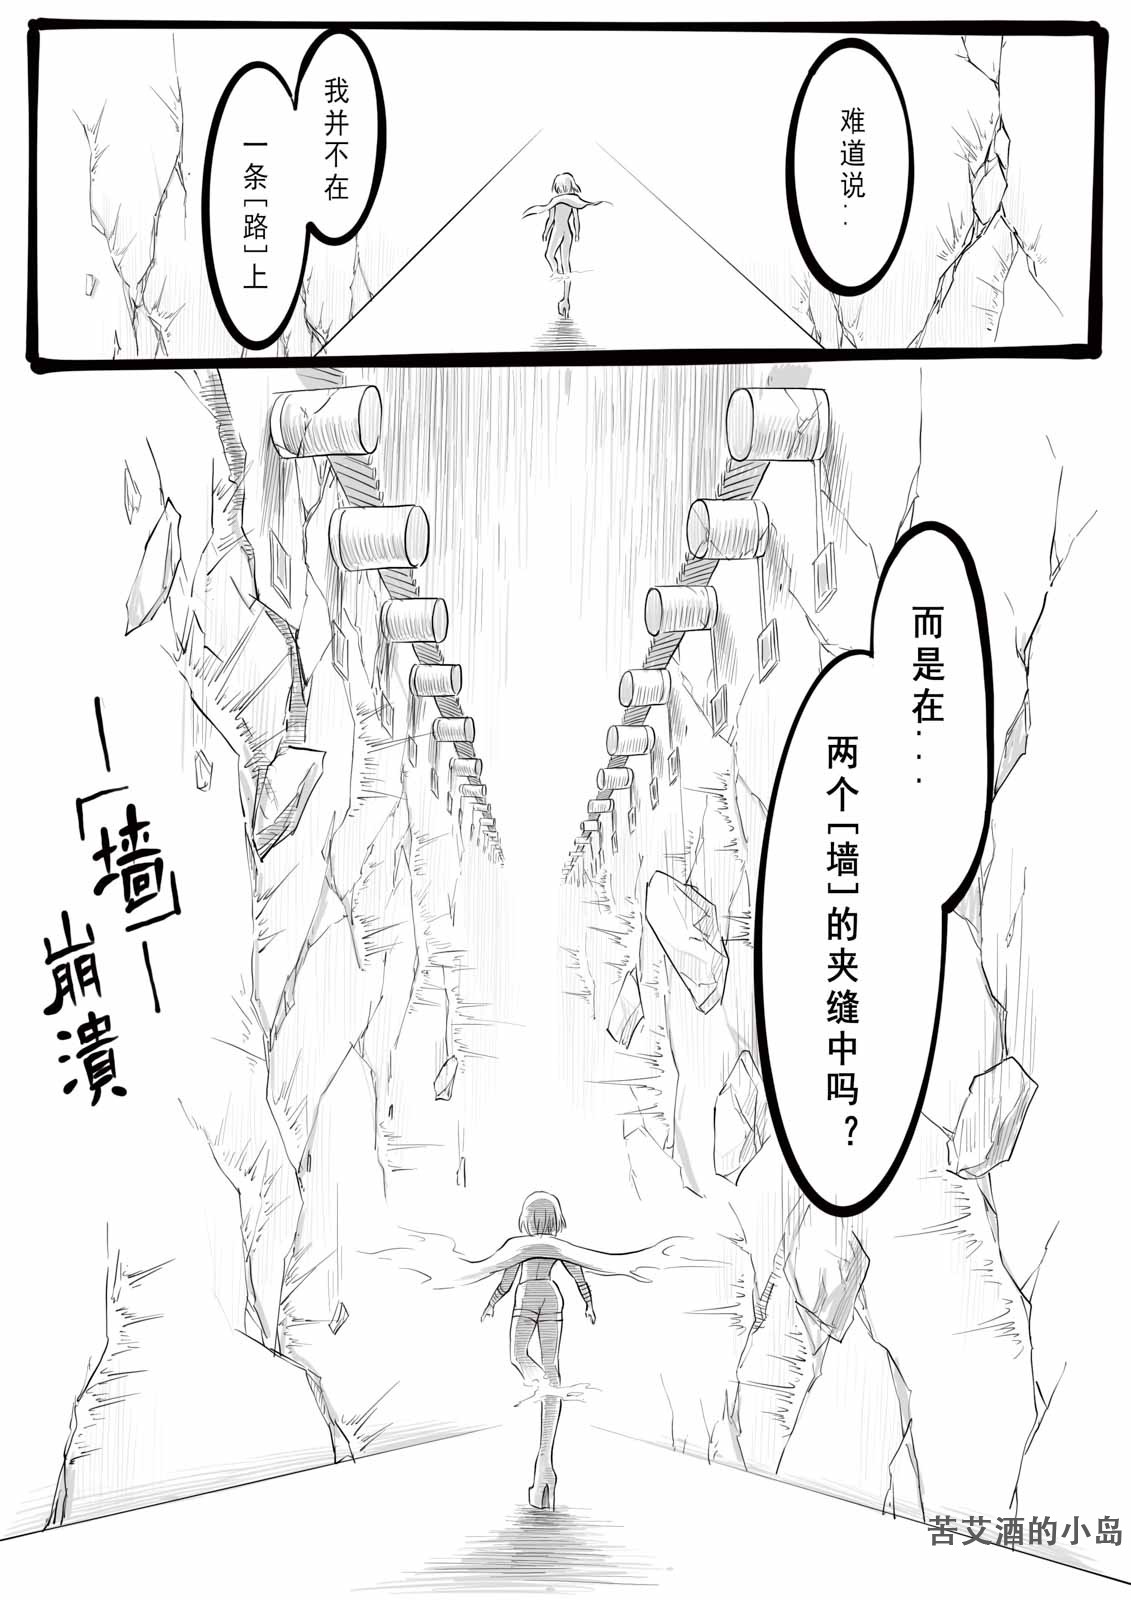 难道说..
我并不在
一条[路]上
而是在...
两个[墙]的夹缝中吗?
—「墙」—
崩溃
苦艾酒的小岛